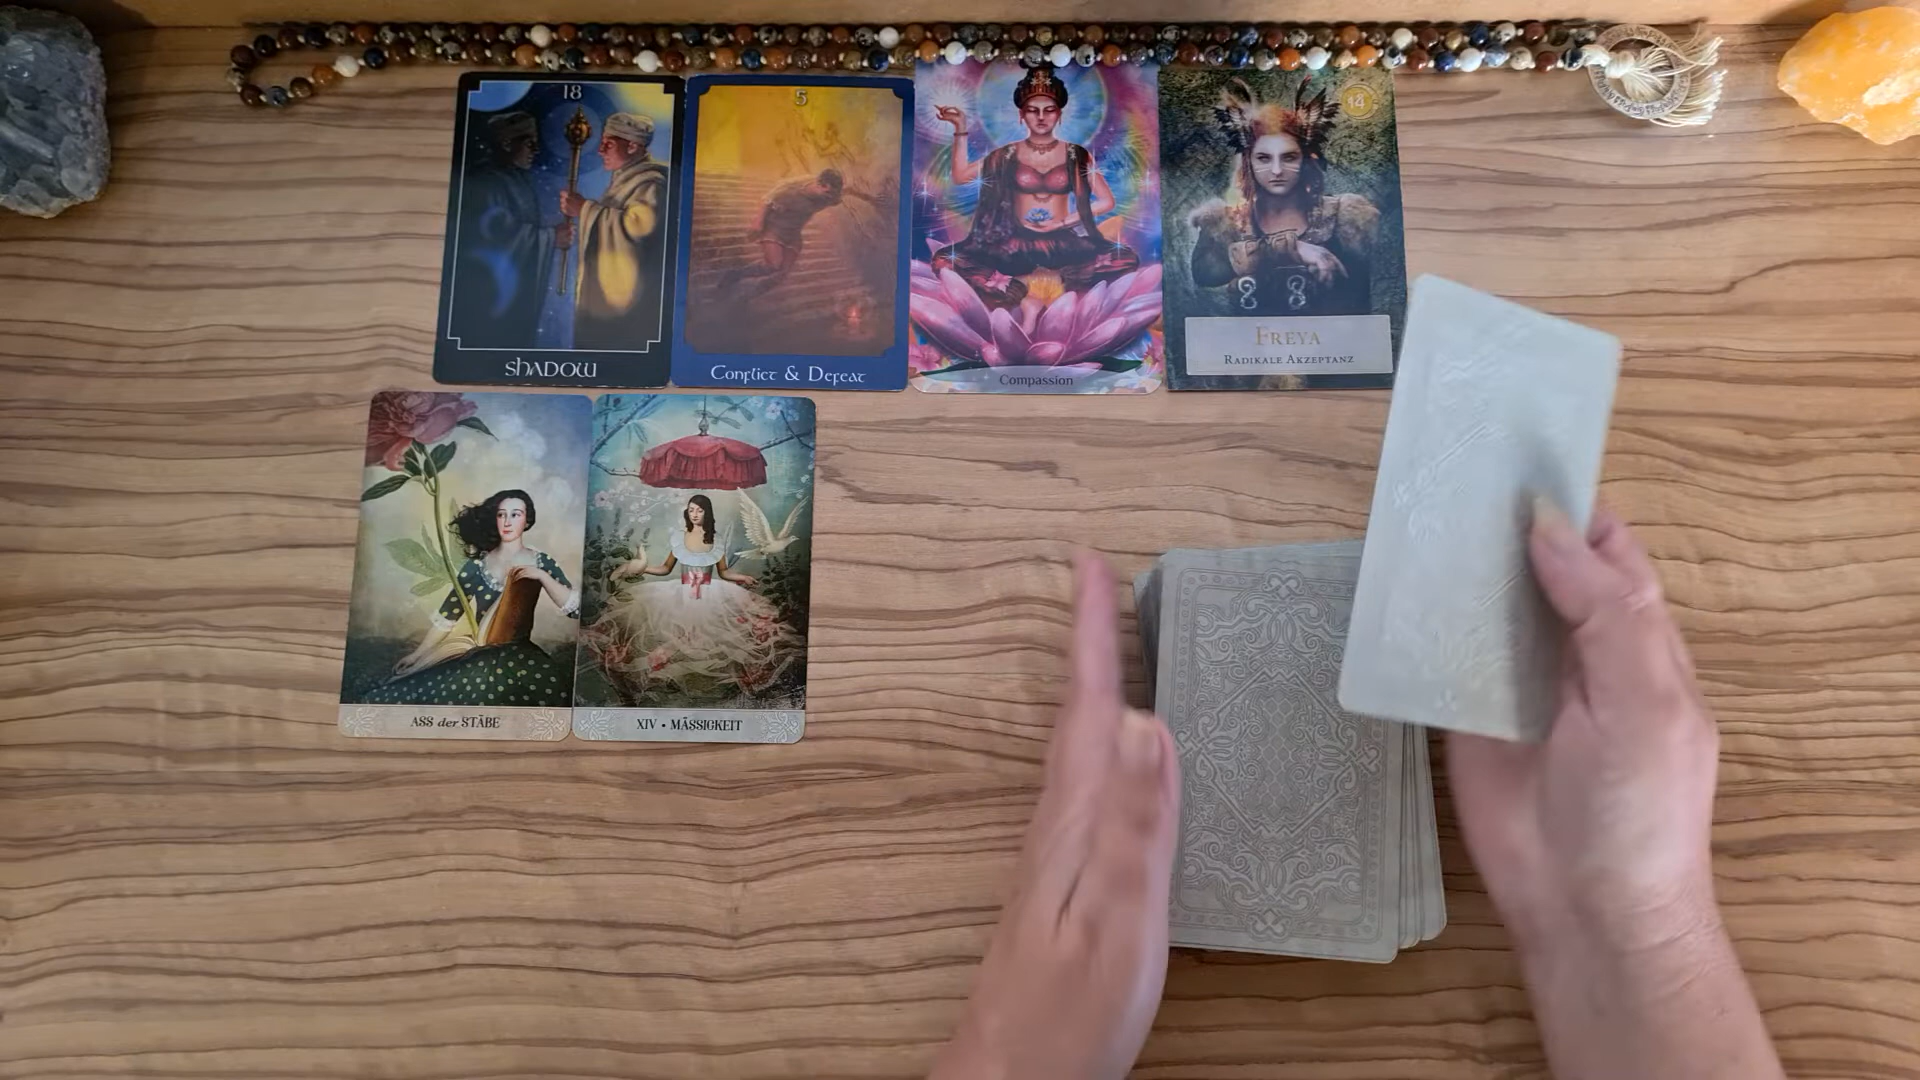 18
SHADOW
5
Conflict & Defeat
Compassion
14
FREYA
RADIKALE AKZEPTANZ
ASS der STÄBE
XIV • MÄSSIGKEIT